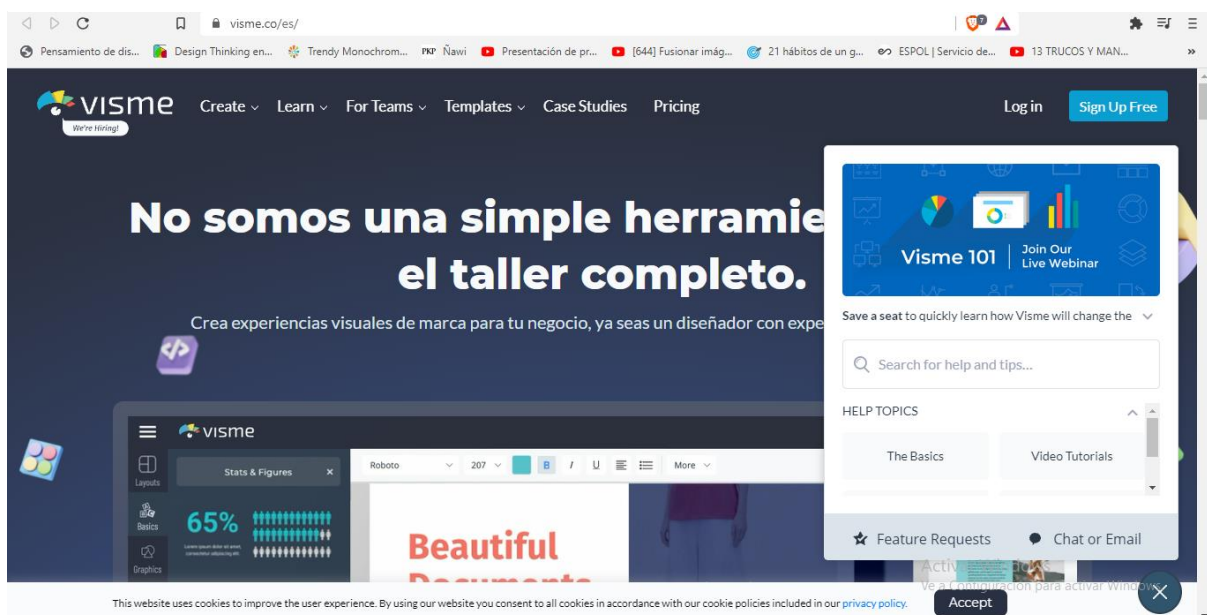 visme.co/es/
Pensamiento de dis...
Design Thinking en...
Trendy Monochrom...
PKP Ñawi
Presentación de pr...
[644] Fusionar imág...
21 hábitos de un g...
ESPOL | Servicio de...
13 TRUCOS Y MAN...
VISME
We're Hiring!
Create
Learn
For Teams
Templates
Case Studies
Pricing
Log in
Sign Up Free
No somos una simple herramie
el taller completo.
Crea experiencias visuales de marca para tu negocio, ya seas un diseñador con expe
Visme 101
Join Our
Live Webinar
Save a seat to quickly learn how Visme will change the
Search for help and tips...
HELP TOPICS
The Basics
Video Tutorials
Feature Requests
Chat or Email
VISME
Layouts
Basics
Graphics
Stats & Figures
65%
Roboto
207
B I U
More
Beautiful
Documents
Ve a Configuración para activar Windows.
This website uses cookies to improve the user experience. By using our website you consent to all cookies in accordance with our cookie policies included in our privacy policy.
Accept